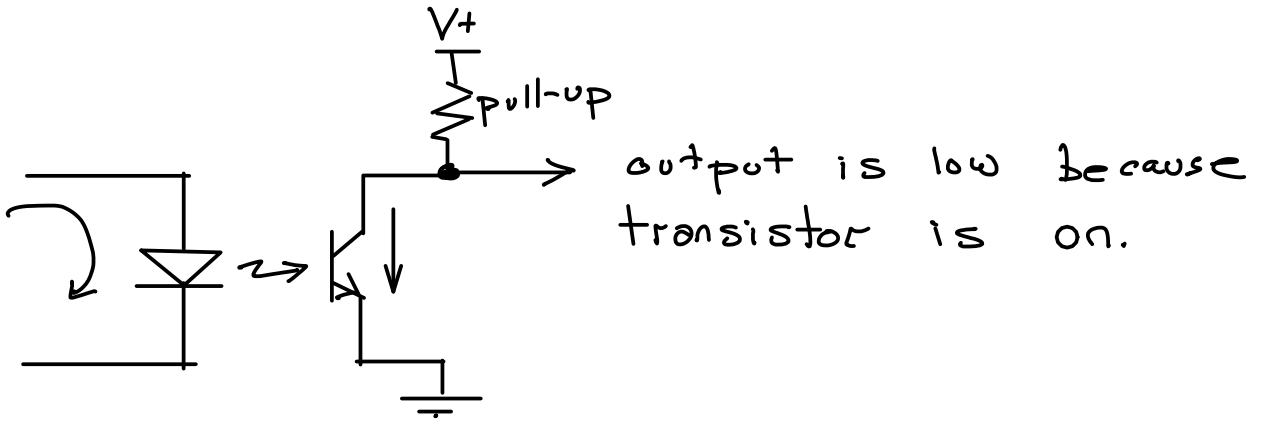 V+
pull-up
output is low because
transistor is on.